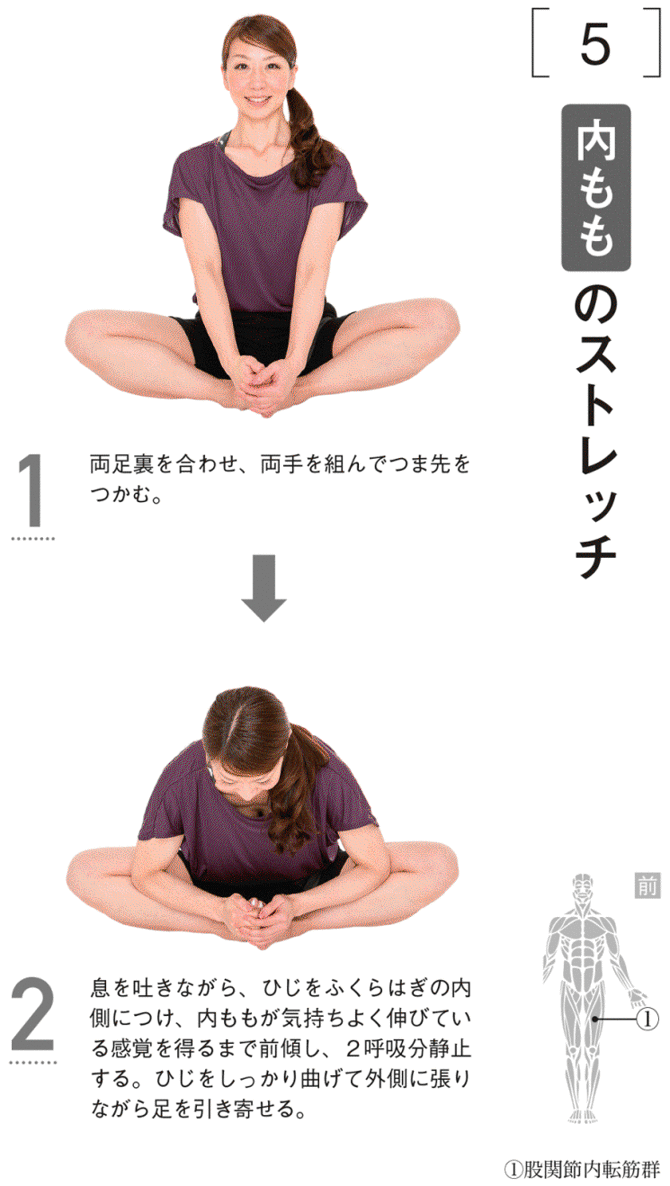 5
内もものストレッチ
1
両足裏を合わせ、両手を組んでつま先を
つかむ。
2
息を吐きながら、ひじをふくらはぎの内
側につけ、内ももが気持ちよく伸びてい
る感覚を得るまで前傾し、2呼吸分静止
する。ひじをしっかり曲げて外側に張り
ながら足を引き寄せる。
前
①
①股関節内転筋群